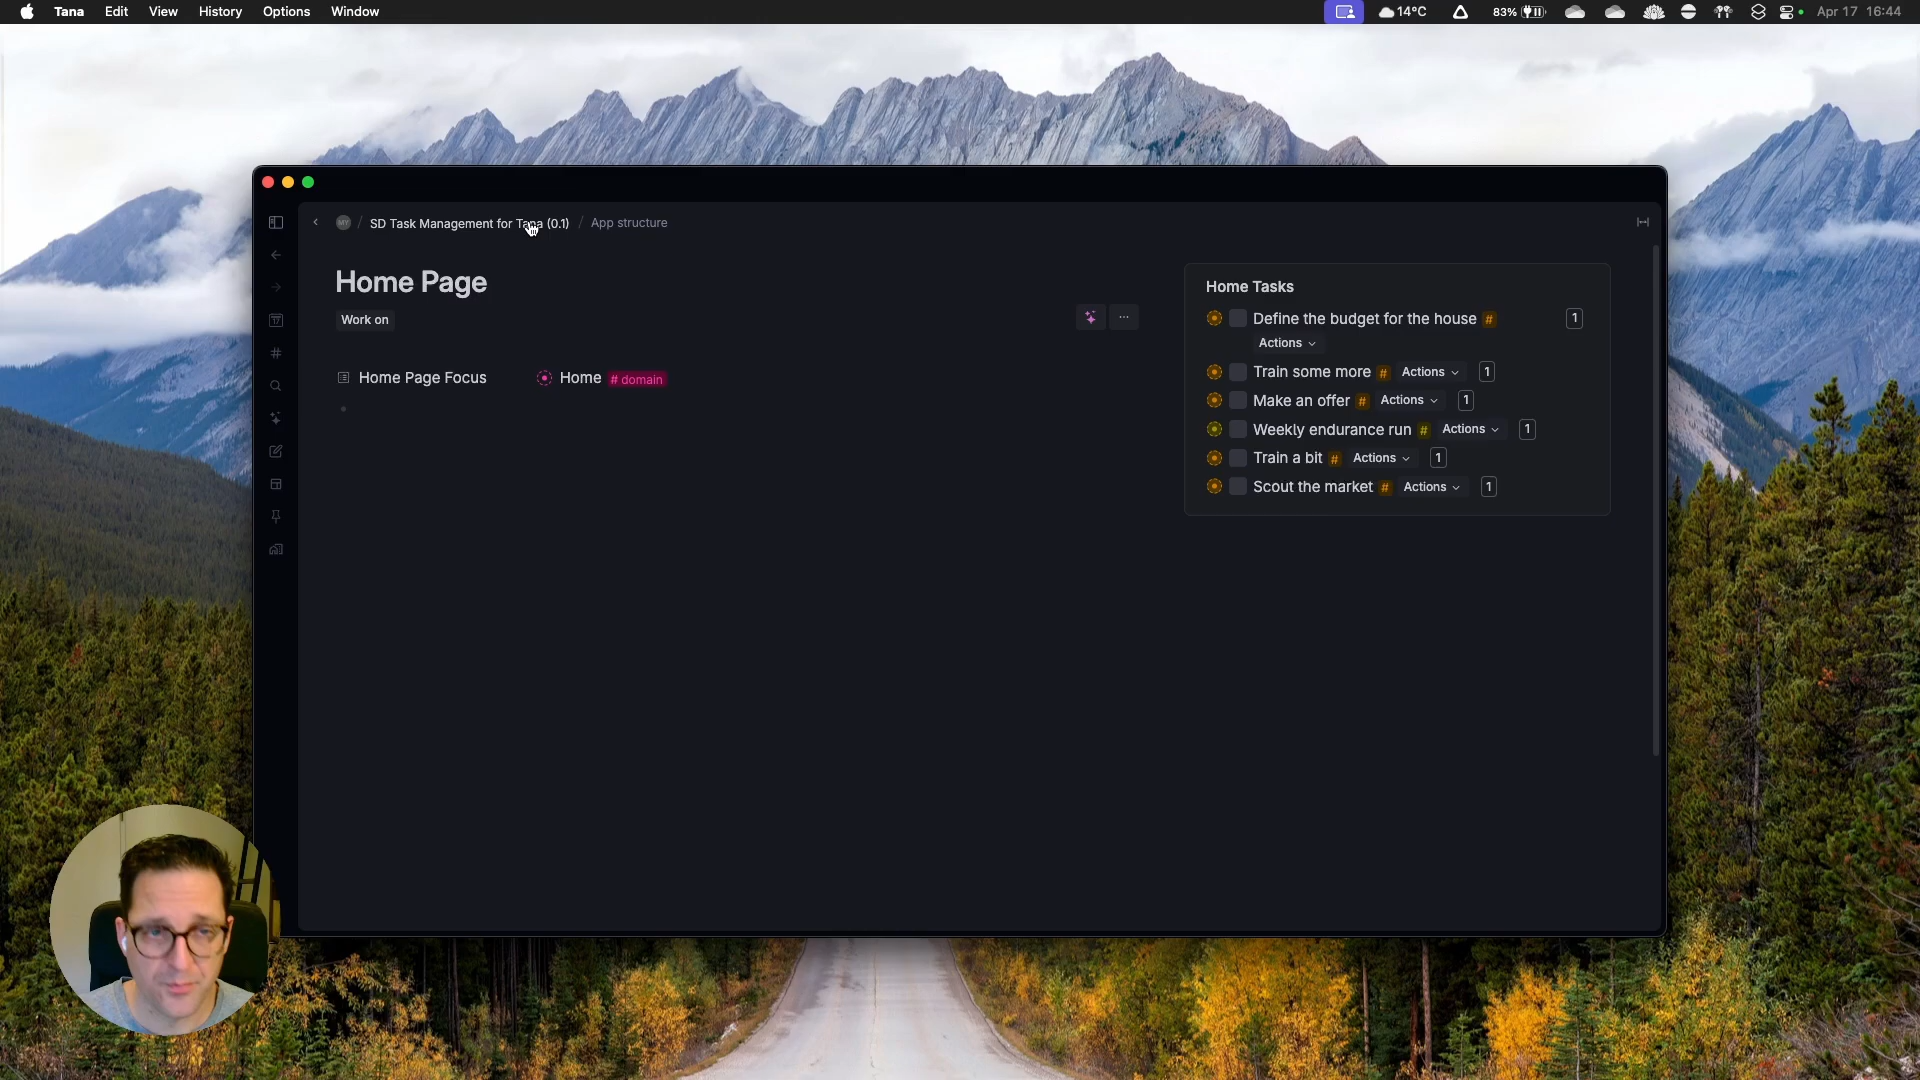 Tana Edit View History Options Window 14°C 83% Apr 17 16:44
MY / SD Task Management for Tana (0.1) / App structure
Home Page
Work on
Home Page Focus Home # domain
Home Tasks
Define the budget for the house # 1
Actions
Train some more # Actions 1
Make an offer # Actions 1
Weekly endurance run # Actions 1
Train a bit # Actions 1
Scout the market # Actions 1
17